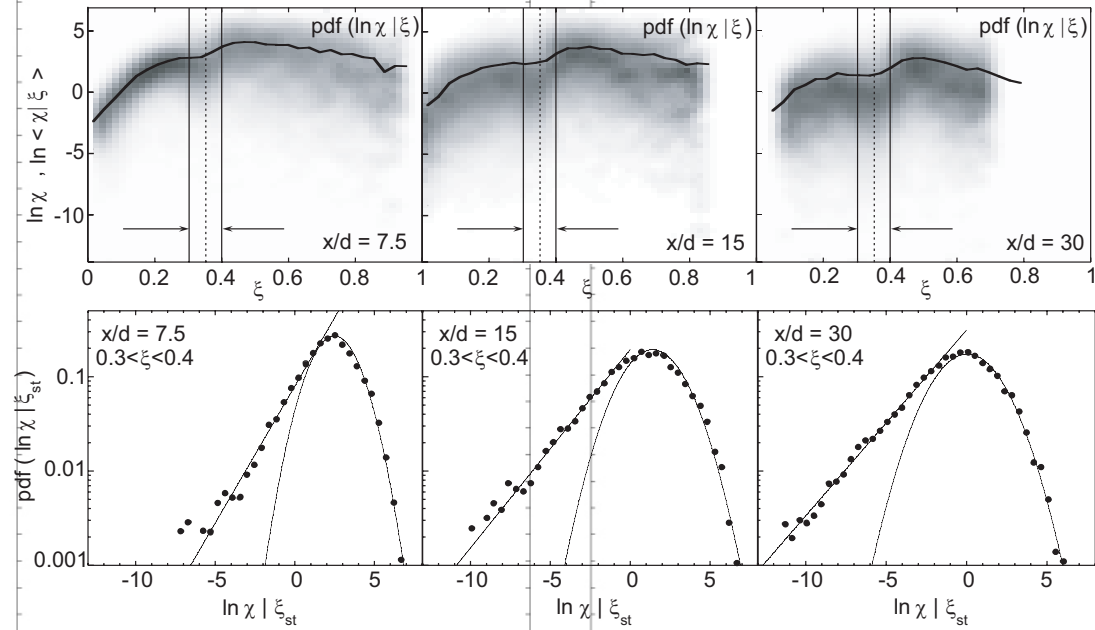 pdf (ln χ | ξ) pdf (ln χ | ξ) pdf (ln χ | ξ)
ln χ , ln < χ | ξ >
5
0
-5
-10
x/d = 7.5 x/d = 15 x/d = 30
0 0.2 0.4 0.6 0.8 1 0.2 0.4 0.6 0.8 1 0.2 0.4 0.6 0.8 1
ξ ξ ξ
x/d = 7.5 x/d = 15 x/d = 30
0.3<ξ<0.4 0.3<ξ<0.4 0.3<ξ<0.4
pdf ( ln χ | ξst)
0.1
0.01
0.001
-10 -5 0 5 -10 -5 0 5 -10 -5 0 5
ln χ | ξst ln χ | ξst ln χ | ξst